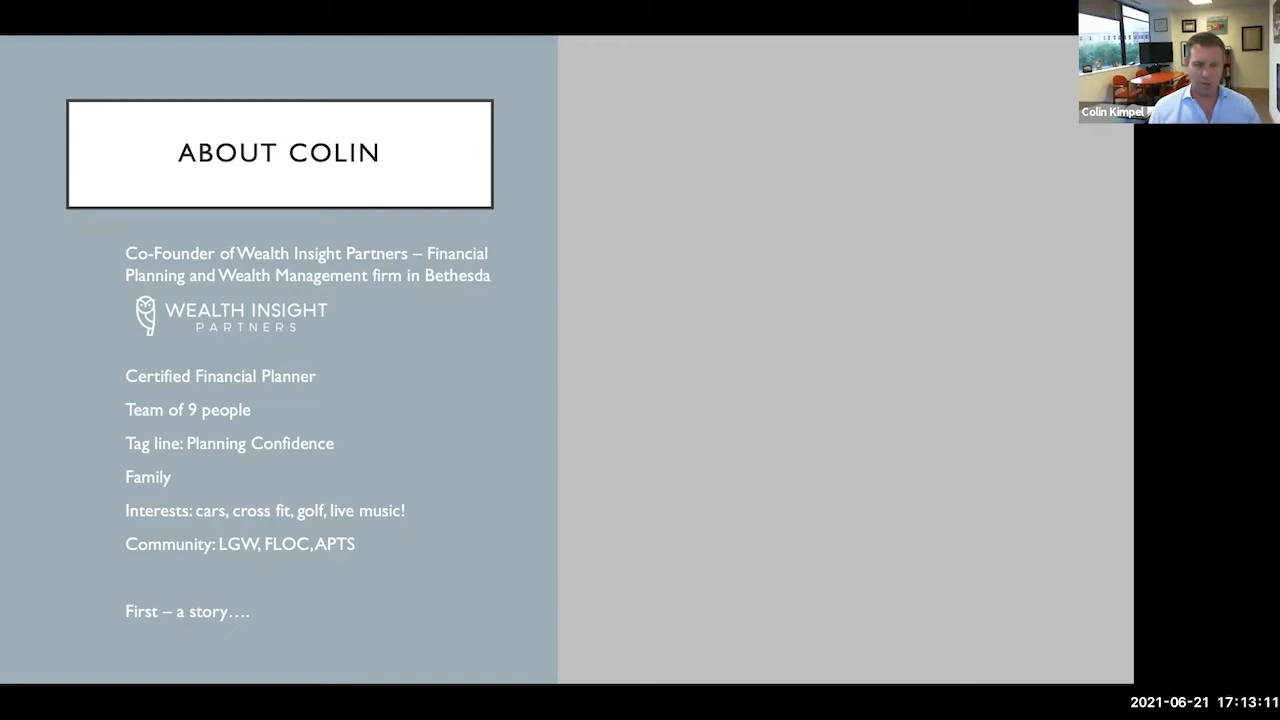 ABOUT COLIN
Co-Founder of Wealth Insight Partners – Financial
Planning and Wealth Management firm in Bethesda
WEALTH INSIGHT
PARTNERS
Certified Financial Planner
Team of 9 people
Tag line: Planning Confidence
Family
Interests: cars, cross fit, golf, live music!
Community: LGW, FLOC, APTS
First – a story….
Colin Kimpel
2021-06-21 17:13:11